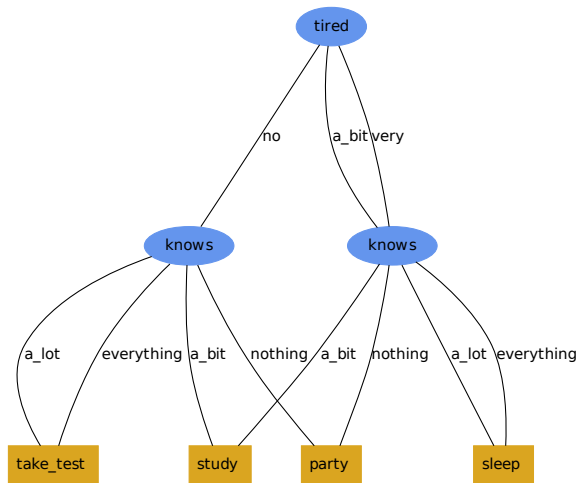 tired
no
a_bit
very
knows
knows
a_lot
everything
a_bit
nothing
a_bit
nothing
a_lot
everything
take_test
study
party
sleep